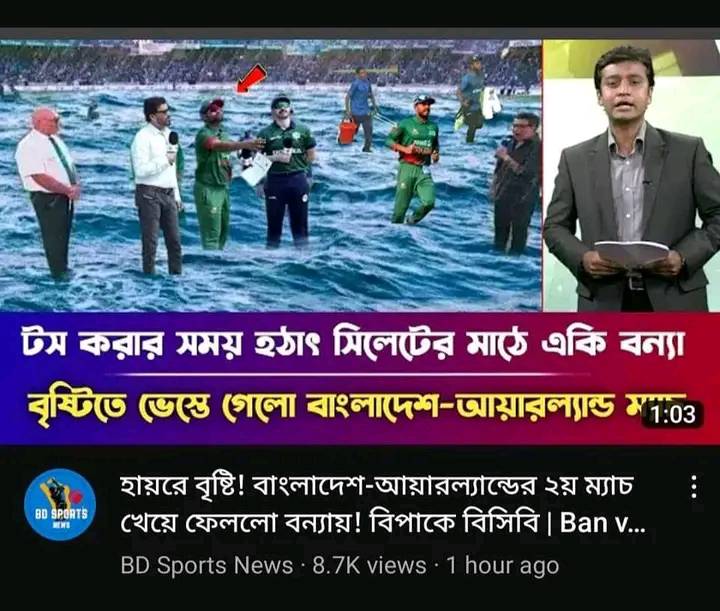 টস করার সময় হঠাৎ সিলেটের মাঠে একি বন্যা
বৃষ্টিতে ভেস্তে গেলো বাংলাদেশ-আয়ারল্যান্ড
1:03
হায়রে বৃষ্টি! বাংলাদেশ-আয়ারল্যান্ডের ২য় ম্যাচ
খেয়ে ফেললো বন্যায়! বিপাকে বিসিবি | Ban v...
BD SPORTS
NEWS
BD Sports News · 8.7K views · 1 hour ago